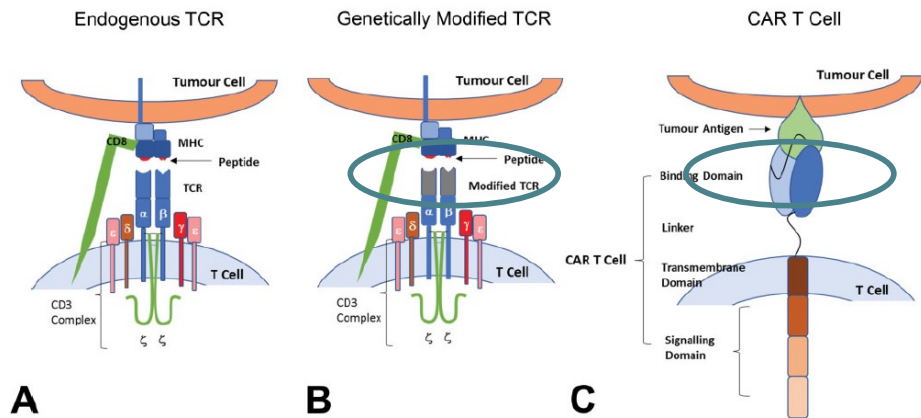 Endogenous TCR
Tumour Cell
CD8
MHC
Peptide
TCR
α β
ε δ γ ε
T Cell
CD3
Complex
ζ ζ
A
Genetically Modified TCR
Tumour Cell
CD8
MHC
Peptide
Modified TCR
α β
ε δ γ ε
T Cell
CD3
Complex
ζ ζ
B
CAR T Cell
Tumour Cell
Tumour Antigen
Binding Domain
Linker
CAR T Cell
Transmembrane
Domain
T Cell
Signalling
Domain
C